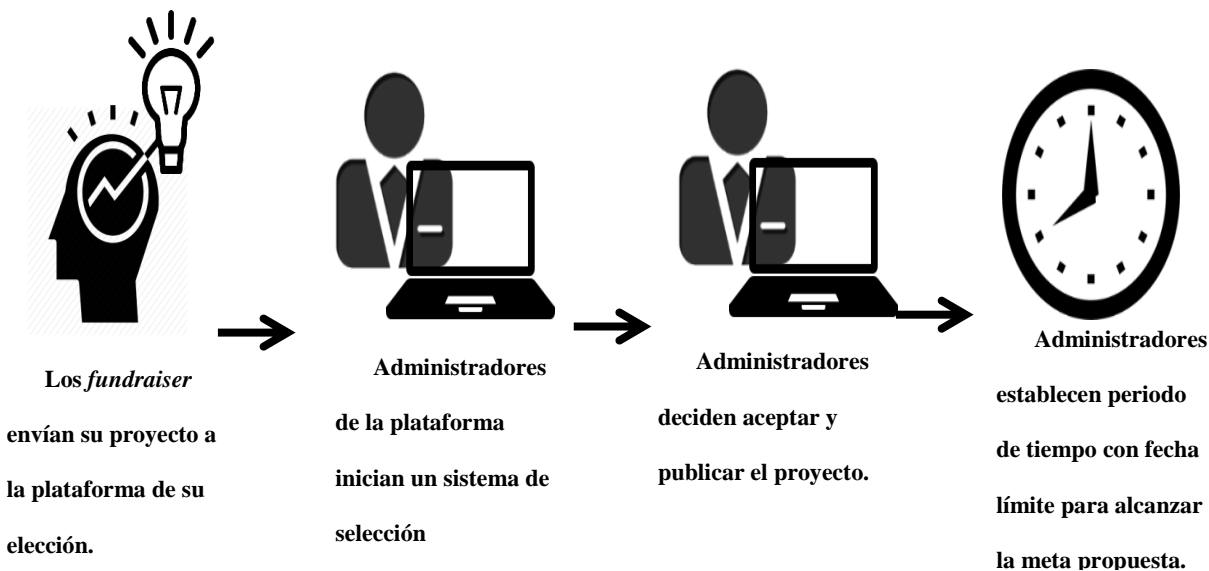 Los fundraiser
envían su proyecto a
la plataforma de su
elección.
Administradores
de la plataforma
inician un sistema de
selección
Administradores
deciden aceptar y
publicar el proyecto.
Administradores
establecen periodo
de tiempo con fecha
límite para alcanzar
la meta propuesta.